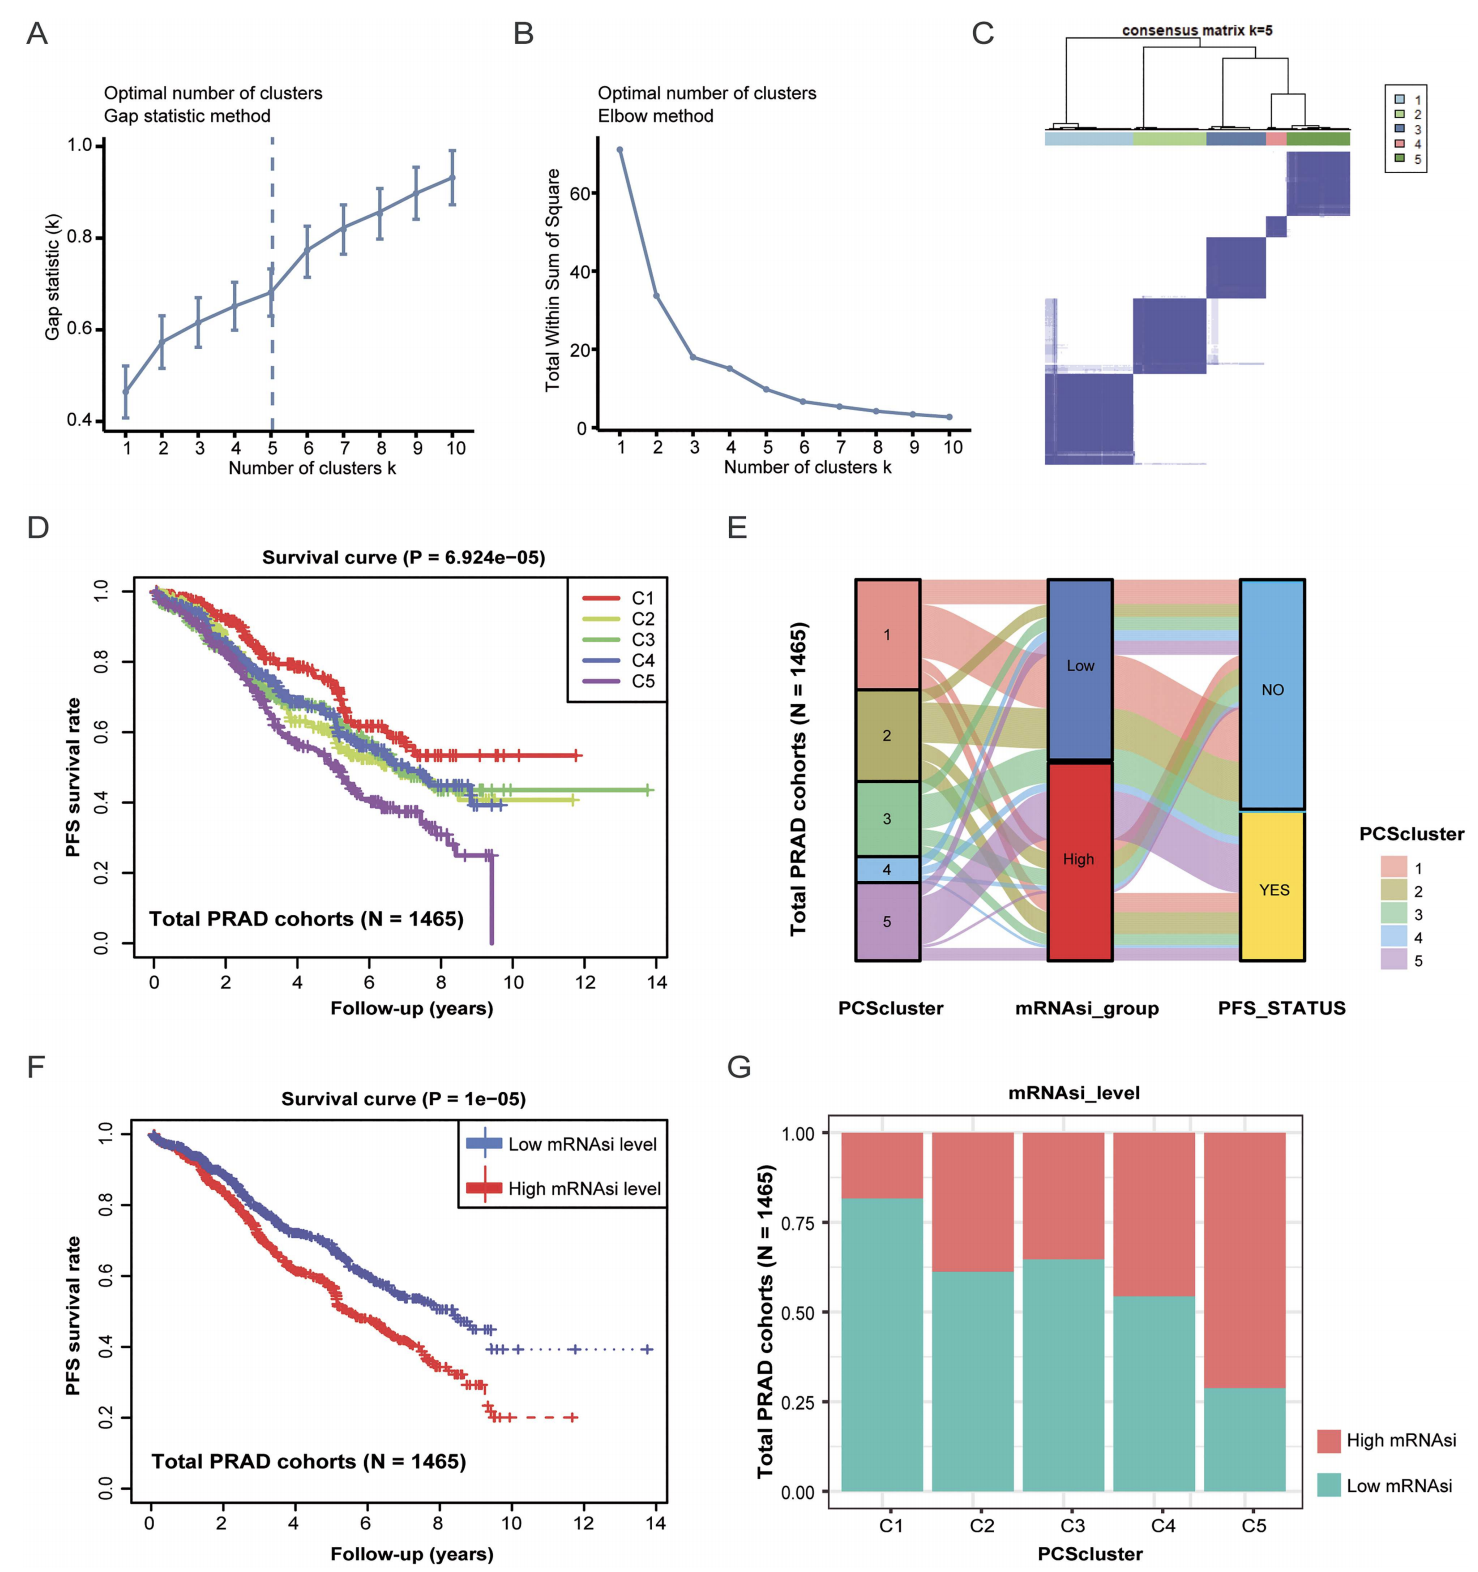 A
Optimal number of clusters
Gap statistic method
Gap statistic (k)
1.0
0.8
0.6
0.4
1 2 3 4 5 6 7 8 9 10
Number of clusters k
B
Optimal number of clusters
Elbow method
Total Within Sum of Square
60
40
20
0
1 2 3 4 5 6 7 8 9 10
Number of clusters k
C
consensus matrix k=5
1
2
3
4
5
D
Survival curve (P = 6.924e−05)
PFS survival rate
1.0
0.8
0.6
0.4
0.2
0.0
C1
C2
C3
C4
C5
Total PRAD cohorts (N = 1465)
0 2 4 6 8 10 12 14
Follow-up (years)
E
Total PRAD cohorts (N = 1465)
1
2
3
4
5
Low
High
NO
YES
PCScluster mRNAsi_group PFS_STATUS
PCScluster
1
2
3
4
5
F
Survival curve (P = 1e−05)
PFS survival rate
1.0
0.8
0.6
0.4
0.2
0.0
Low mRNAsi level
High mRNAsi level
Total PRAD cohorts (N = 1465)
0 2 4 6 8 10 12 14
Follow-up (years)
G
mRNAsi_level
Total PRAD cohorts (N = 1465)
1.00
0.75
0.50
0.25
0.00
C1 C2 C3 C4 C5
PCScluster
High mRNAsi
Low mRNAsi